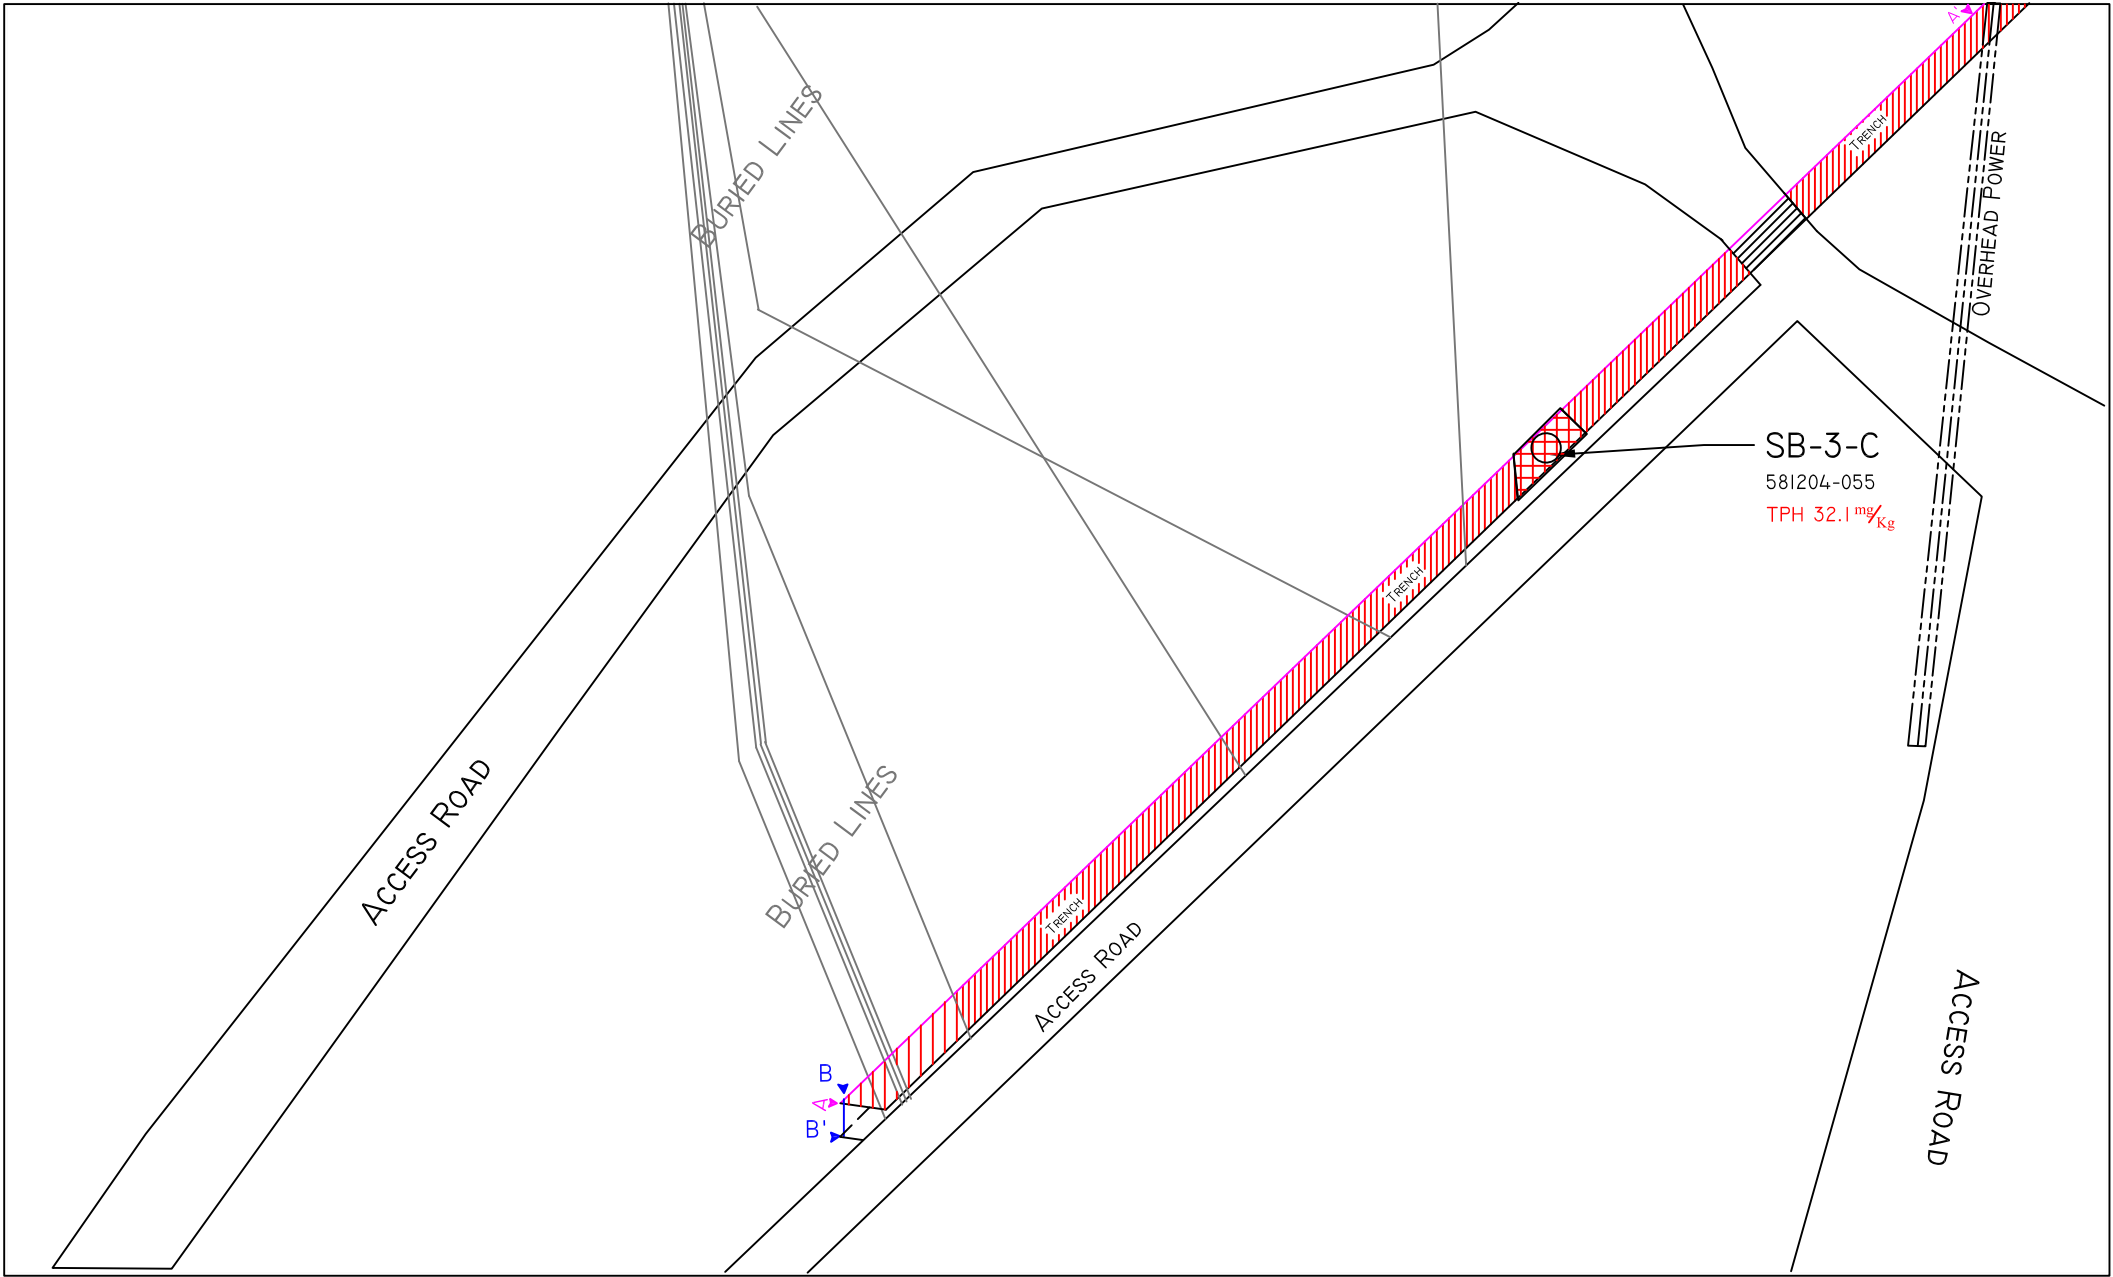 A'
BURIED LINES
TRENCH
OVERHEAD POWER
SB-3-C
581204-055
TPH 32.1 mg/Kg
TRENCH
ACCESS ROAD
BURIED LINES
TRENCH
ACCESS ROAD
ACCESS ROAD
B
A
B'